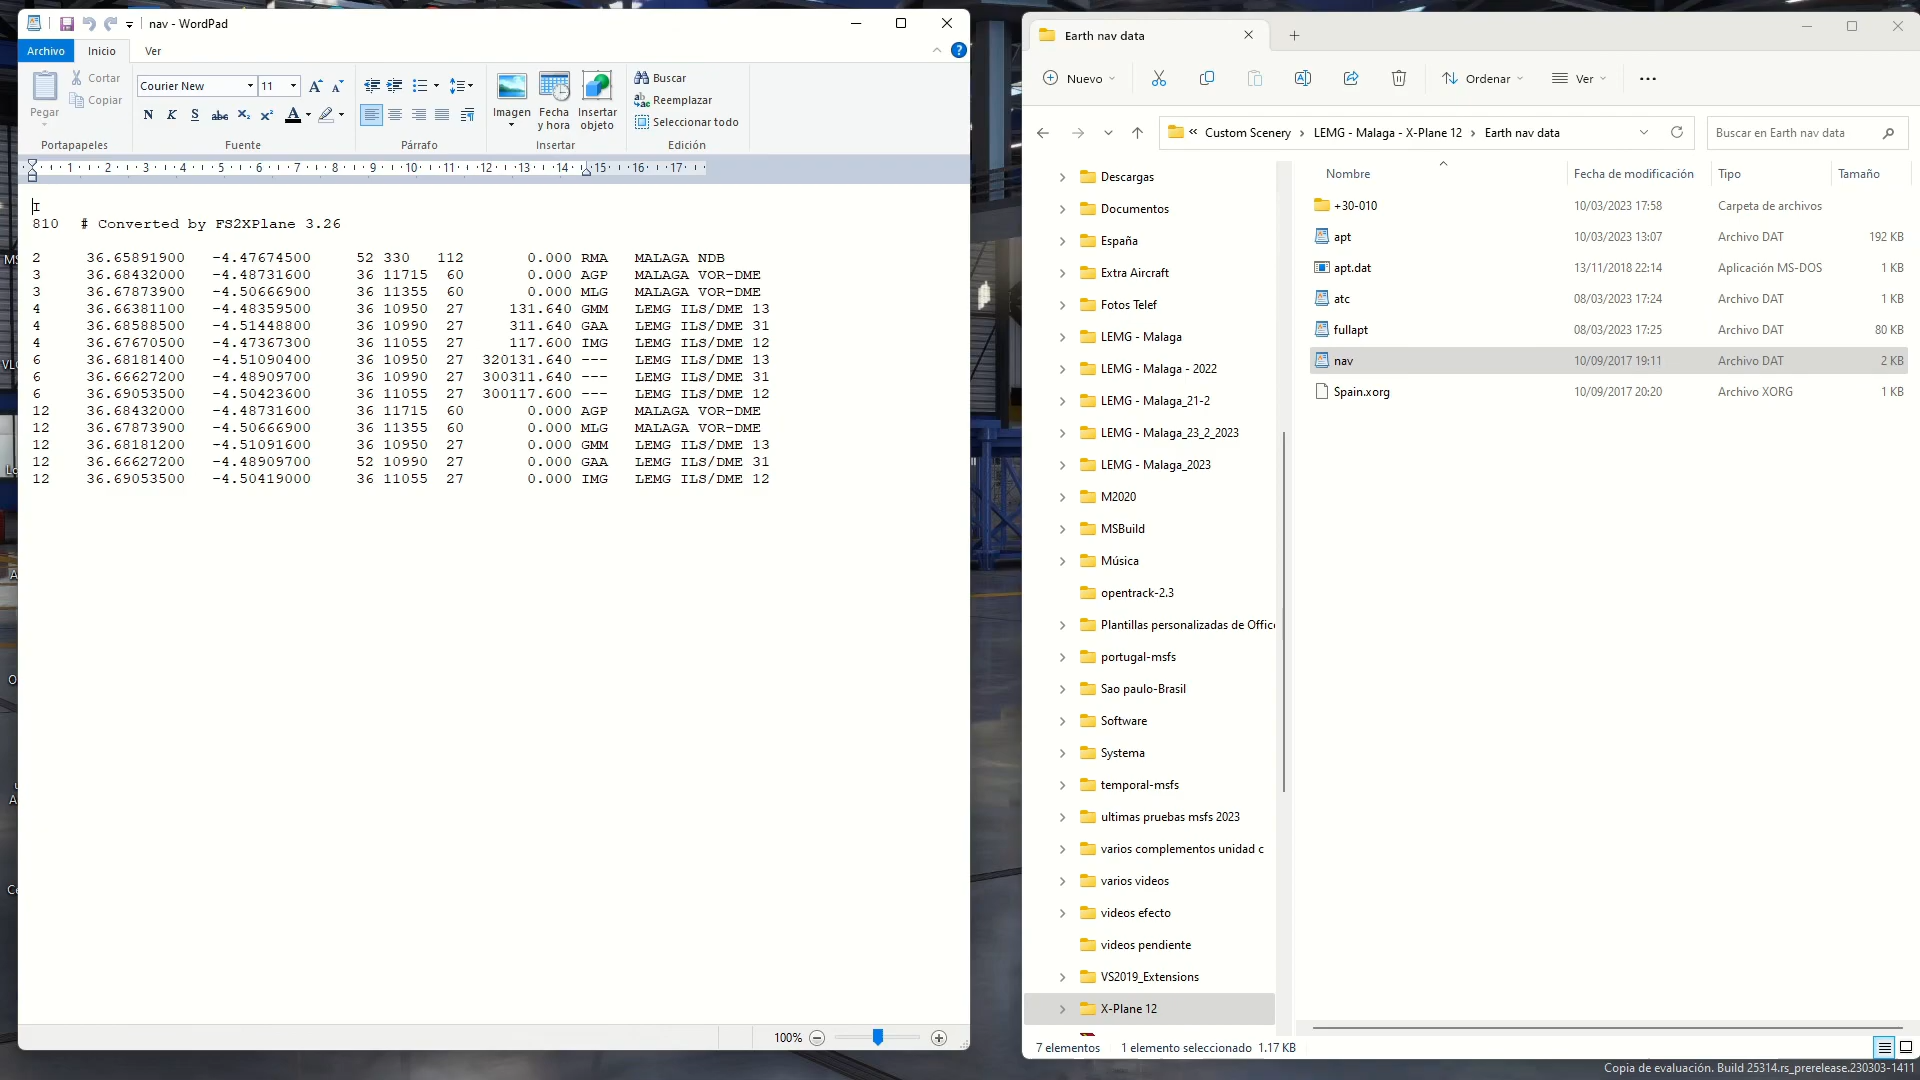 nav - WordPad
Archivo Inicio Ver
Pegar
Cortar
Copiar
Portapapeles
Courier New 11
N K S abc X₂ X² A
Fuente
Párrafo
Imagen
Fecha y hora
Insertar objeto
Insertar
Buscar
Reemplazar
Seleccionar todo
Edición
1 2 3 4 5 6 7 8 9 10 11 12 13 14 15 16 17
810 # Converted by FS2XPlane 3.26
2 36.65891900 -4.47674500 52 330 112 0.000 RMA MALAGA NDB
3 36.68432000 -4.48731600 36 11715 60 0.000 AGP MALAGA VOR-DME
3 36.67873900 -4.50666900 36 11355 60 0.000 MLG MALAGA VOR-DME
4 36.66381100 -4.48359500 36 10950 27 131.640 GMM LEMG ILS/DME 13
4 36.68588500 -4.51448800 36 10990 27 311.640 GAA LEMG ILS/DME 31
4 36.67670500 -4.47367300 36 11055 27 117.600 IMG LEMG ILS/DME 12
6 36.68181400 -4.51090400 36 10950 27 320131.640 --- LEMG ILS/DME 13
6 36.66627200 -4.48909700 36 10990 27 300311.640 --- LEMG ILS/DME 31
6 36.69053500 -4.50423600 36 11055 27 300117.600 --- LEMG ILS/DME 12
12 36.68432000 -4.48731600 36 11715 60 0.000 AGP MALAGA VOR-DME
12 36.67873900 -4.50666900 36 11355 60 0.000 MLG MALAGA VOR-DME
12 36.68181200 -4.51091600 36 10950 27 0.000 GMM LEMG ILS/DME 13
12 36.66627200 -4.48909700 52 10990 27 0.000 GAA LEMG ILS/DME 31
12 36.69053500 -4.50419000 36 11055 27 0.000 IMG LEMG ILS/DME 12
100%
Earth nav data
Nuevo Ordenar Ver
« Custom Scenery › LEMG - Malaga - X-Plane 12 › Earth nav data
Buscar en Earth nav data
Descargas
Documentos
España
Extra Aircraft
Fotos Telef
LEMG - Malaga
LEMG - Malaga - 2022
LEMG - Malaga_21-2
LEMG - Malaga_23_2_2023
LEMG - Malaga_2023
M2020
MSBuild
Música
opentrack-2.3
Plantillas personalizadas de Office
portugal-msfs
Sao paulo-Brasil
Software
Systema
temporal-msfs
ultimas pruebas msfs 2023
varios complementos unidad c
varios videos
videos efecto
videos pendiente
VS2019_Extensions
X-Plane 12
Nombre Fecha de modificación Tipo Tamaño
+30-010 10/03/2023 17:58 Carpeta de archivos
apt 10/03/2023 13:07 Archivo DAT 192 KB
apt.dat 13/11/2018 22:14 Aplicación MS-DOS 1 KB
atc 08/03/2023 17:24 Archivo DAT 1 KB
fullapt 08/03/2023 17:25 Archivo DAT 80 KB
nav 10/09/2017 19:11 Archivo DAT 2 KB
Spain.xorg 10/09/2017 20:20 Archivo XORG 1 KB
7 elementos 1 elemento seleccionado 1.17 KB
Copia de evaluación. Build 25314.rs_prerelease.230303-1411